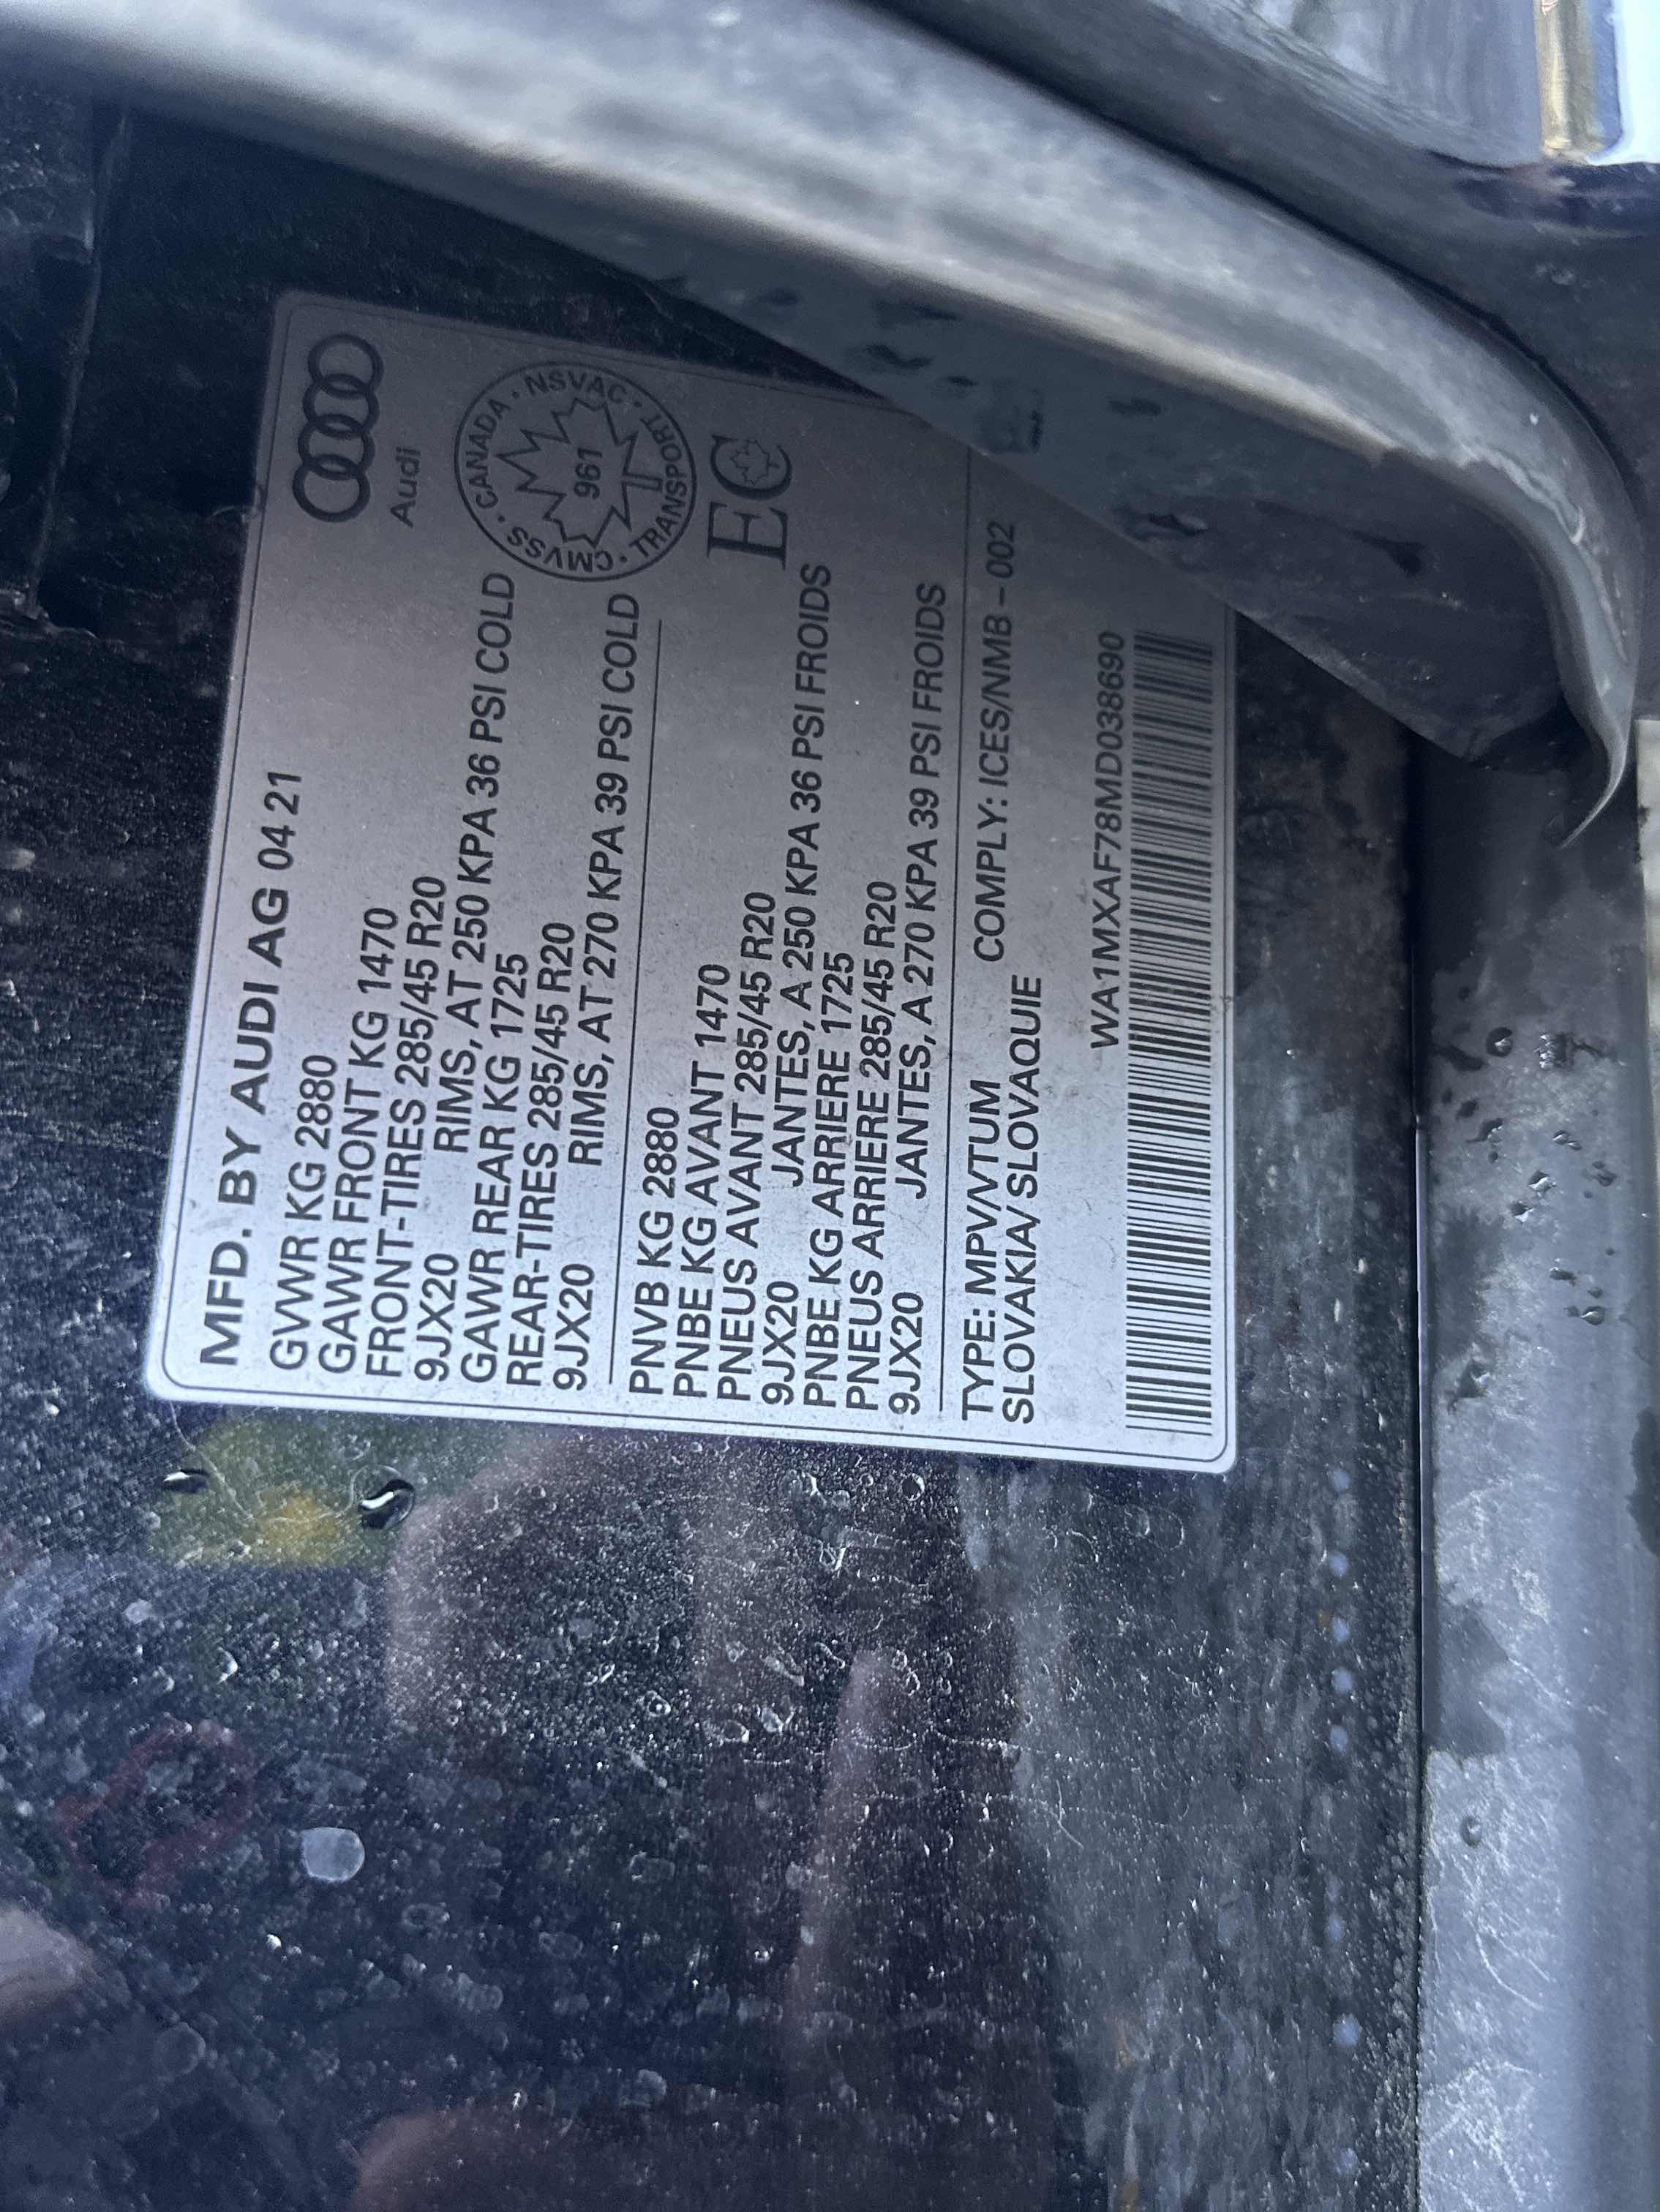 MFD. BY AUDI AG 04 21
Audi
GVWR KG 2880
GAWR FRONT KG 1470
FRONT-TIRES 285/45 R20
9JX20 RIMS, AT 250 KPA 36 PSI COLD
GAWR REAR KG 1725
REAR-TIRES 285/45 R20
9JX20 RIMS, AT 270 KPA 39 PSI COLD
CMVSS · CANADA · NSVAC · TRANSPORT ·
961
PNVB KG 2880
PNBE KG AVANT 1470
PNEUS AVANT 285/45 R20
9JX20 JANTES, A 250 KPA 36 PSI FROIDS
PNBE KG ARRIERE 1725
PNEUS ARRIERE 285/45 R20
9JX20 JANTES, A 270 KPA 39 PSI FROIDS
EC
TYPE: MPV/VTUM COMPLY: ICES/NMB – 002
SLOVAKIA/ SLOVAQUIE
WA1MXAF78MD038690